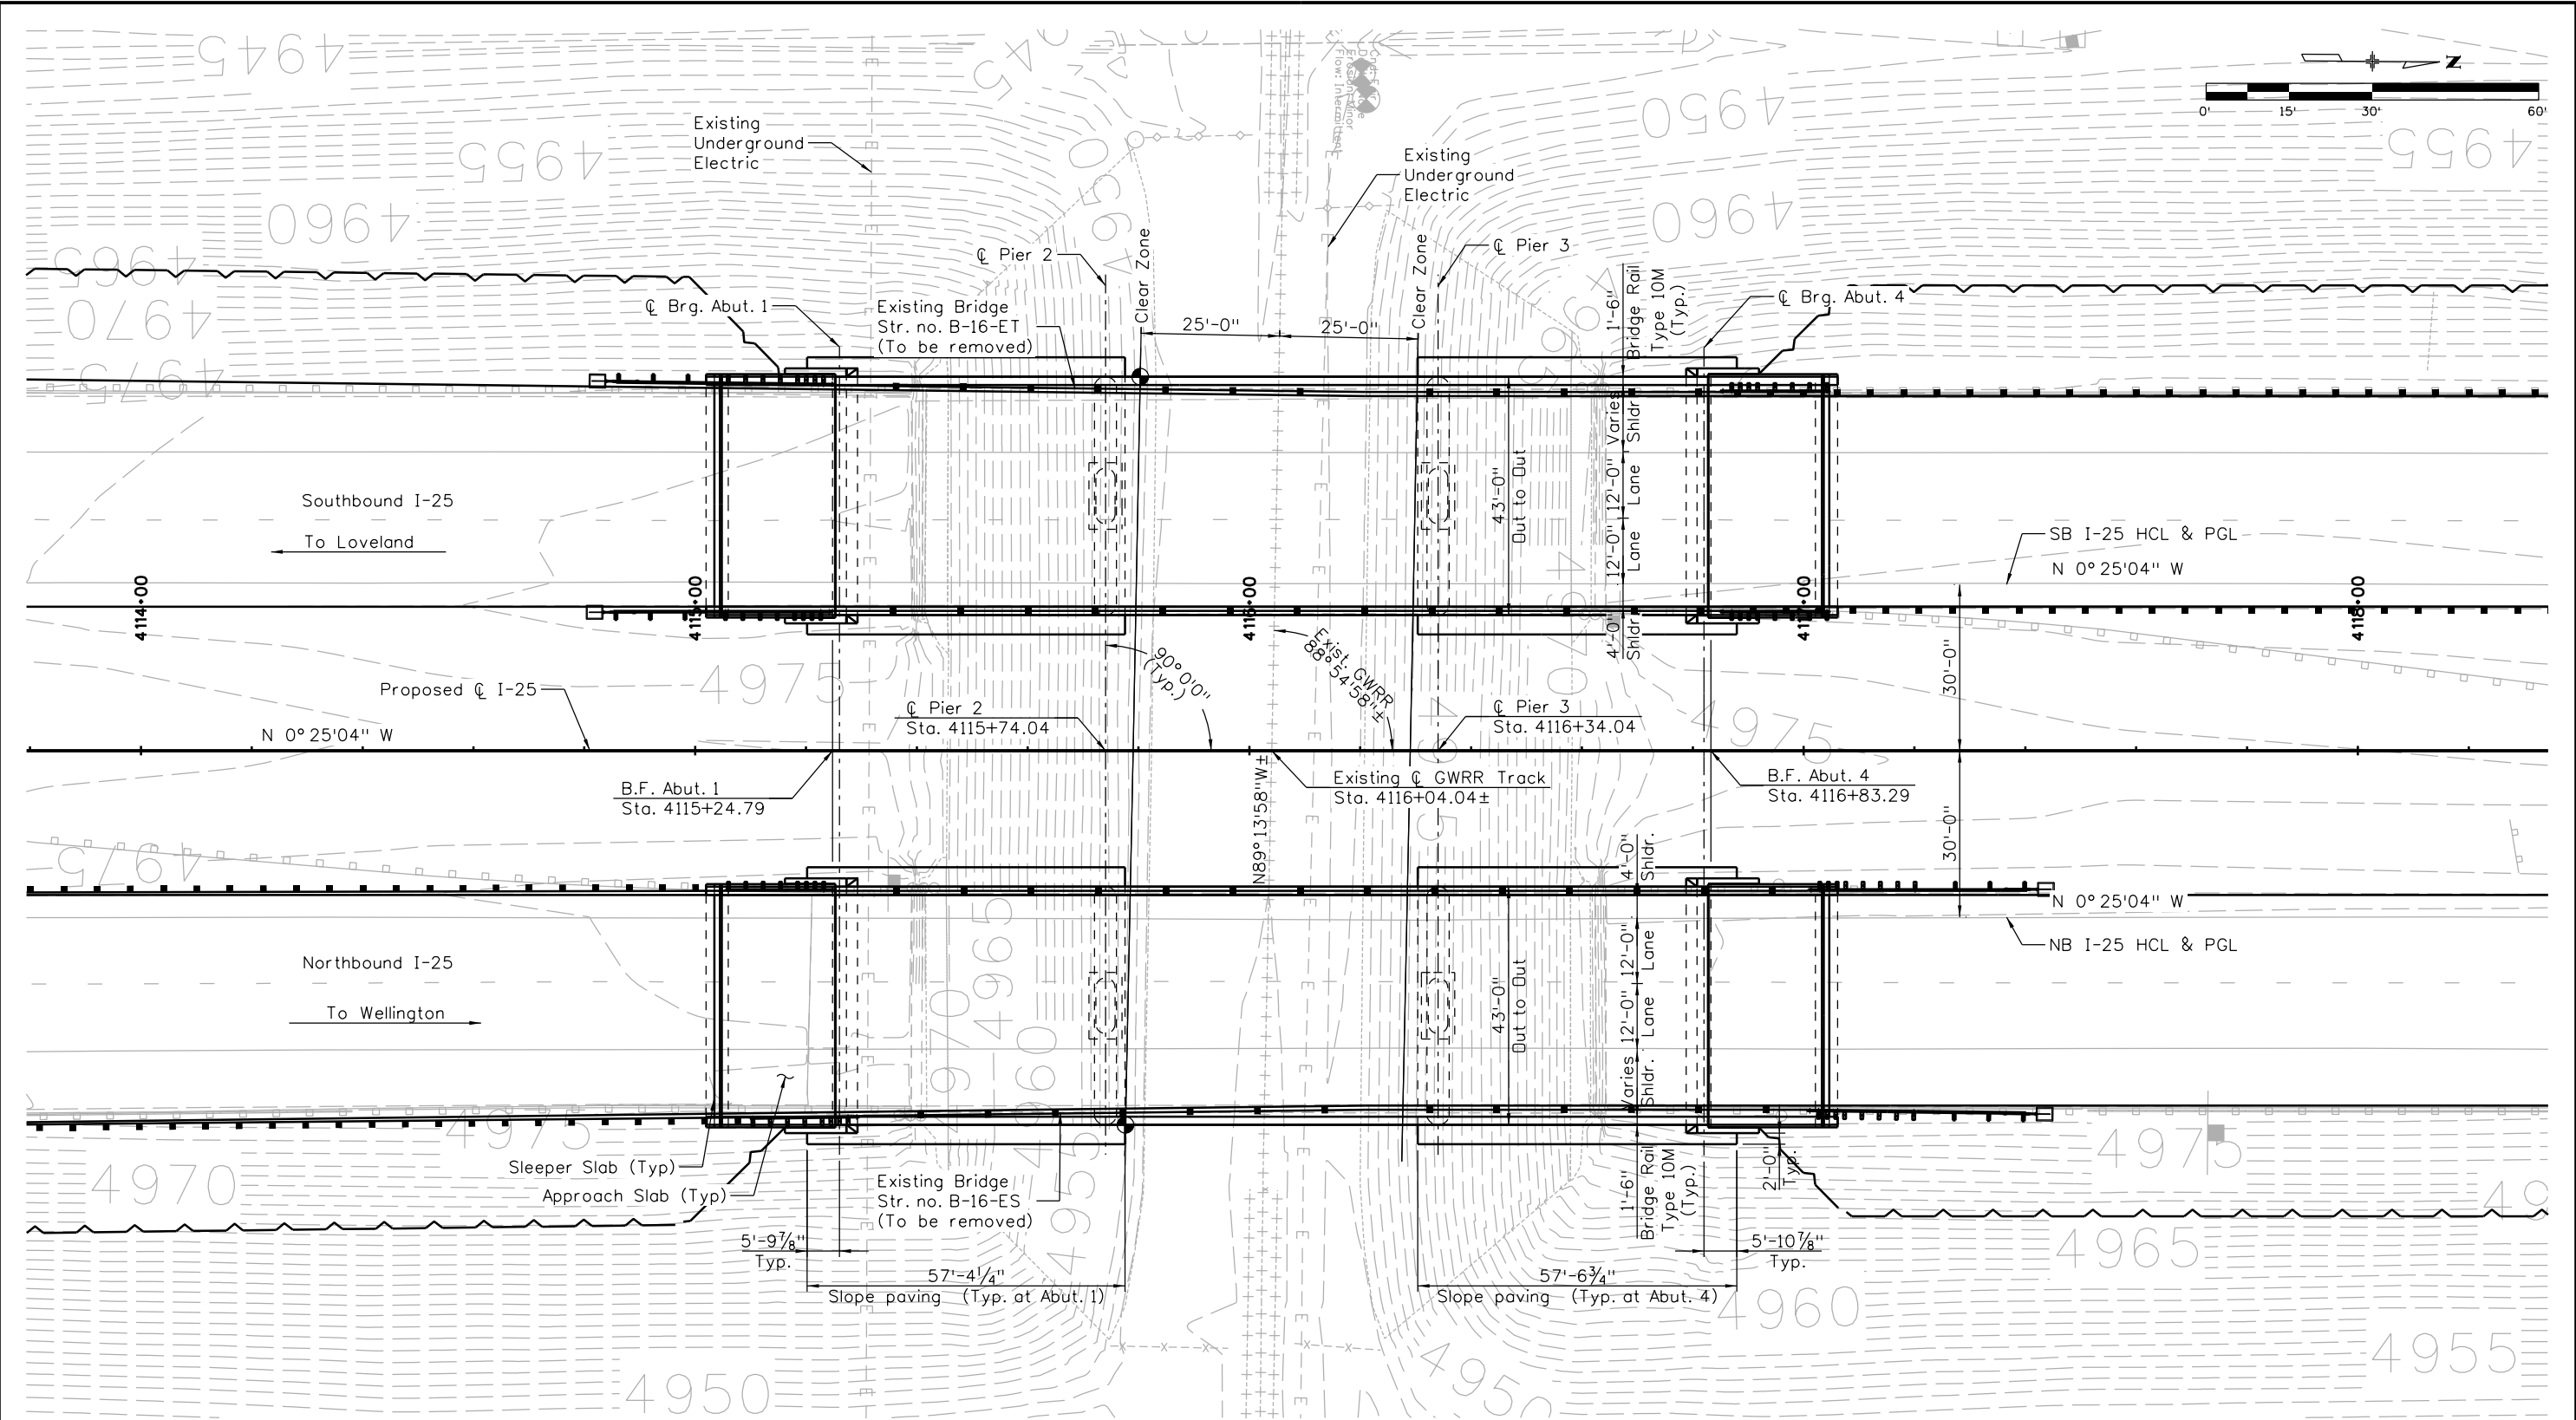 4945
4950
4955
4955
4960
4960
4965
4970
4975
N
0'
15'
30'
60'
Existing
Underground
Electric
Existing
Underground
Electric
Flow: Intermittent
℄ Pier 2
Clear Zone
Clear Zone
℄ Pier 3
℄ Brg. Abut. 1
Existing Bridge
Str. no. B-16-ET
(To be removed)
25'-0"
25'-0"
1'-6"
Bridge Rail
Type 10M
(Typ.)
℄ Brg. Abut. 4
Varies
Shldr.
12'-0"
Lane
12'-0"
Lane
4'-0"
Shldr.
43'-0"
Out to Out
Southbound I-25
To Loveland
SB I-25 HCL & PGL
N 0°25'04" W
4114+00
4115+00
4116+00
4117+00
4118+00
4975
90°0'0"
(Typ.)
Exist. GWRR
88°54'58"±
30'-0"
Proposed ℄ I-25
N 0°25'04" W
℄ Pier 2
Sta. 4115+74.04
℄ Pier 3
Sta. 4116+34.04
4975
B.F. Abut. 1
Sta. 4115+24.79
N89°13'58"W±
Existing ℄ GWRR Track
Sta. 4116+04.04±
B.F. Abut. 4
Sta. 4116+83.29
30'-0"
4975
4'-0"
Shldr.
12'-0"
Lane
12'-0"
Lane
Varies
Shldr.
43'-0"
Out to Out
N 0°25'04" W
NB I-25 HCL & PGL
Northbound I-25
To Wellington
4965
4970
4960
4955
4975
4975
Sleeper Slab (Typ)
Approach Slab (Typ)
4970
Existing Bridge
Str. no. B-16-ES
(To be removed)
1'-6"
Bridge Rail
Type 10M
(Typ.)
2'-0"
Typ.
5'-9⅞"
Typ.
5'-10⅞"
Typ.
57'-4¼"
Slope paving (Typ. at Abut. 1)
57'-6¾"
Slope paving (Typ. at Abut. 4)
4965
4960
4955
4950
4950